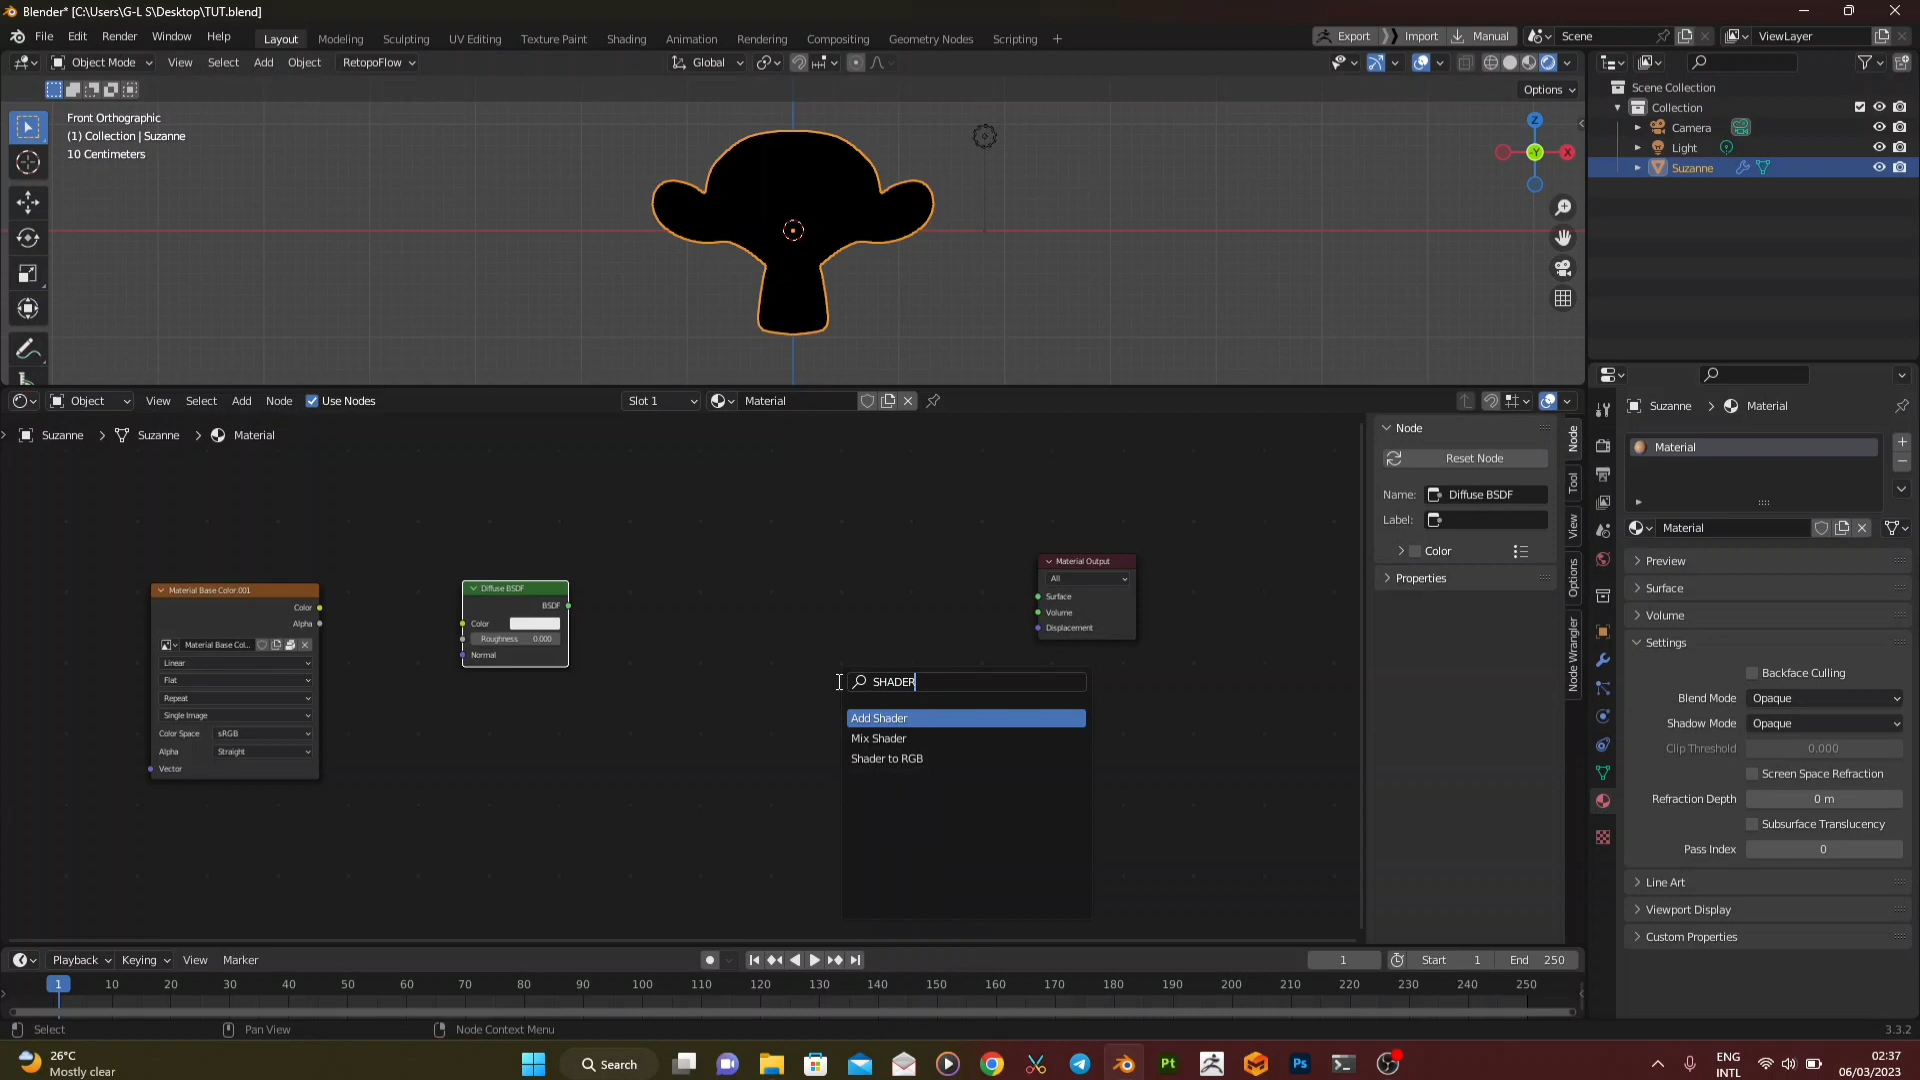 Blender* [C:\Users\G-L S\Desktop\TUT.blend]
File Edit Render Window Help Layout Modeling Sculpting UV Editing Texture Paint Shading Animation Rendering Compositing Geometry Nodes Scripting + Export Import Manual Scene ViewLayer
Object Mode View Select Add Object RetopoFlow Global
Options
Front Orthographic
(1) Collection | Suzanne
10 Centimeters
Z
X
-Y
Scene Collection
Collection
Camera
Light
Suzanne
Object View Select Add Node Use Nodes Slot 1 Material
Suzanne > Suzanne > Material
Material Base Color.001
Color
Alpha
Material Base Col...
Linear
Flat
Repeat
Single Image
Color Space sRGB
Alpha Straight
Vector
Diffuse BSDF
BSDF
Color
Roughness 0.000
Normal
Material Output
All
Surface
Volume
Displacement
SHADER
Add Shader
Mix Shader
Shader to RGB
Node
Reset Node
Name: Diffuse BSDF
Label:
Color
Properties
Node
Tool
View
Options
Node Wrangler
Suzanne > Material
Material
Material
Preview
Surface
Volume
Settings
Backface Culling
Blend Mode Opaque
Shadow Mode Opaque
Clip Threshold 0.000
Screen Space Refraction
Refraction Depth 0 m
Subsurface Translucency
Pass Index 0
Line Art
Viewport Display
Custom Properties
Playback Keying View Marker 1 Start 1 End 250
1 10 20 30 40 50 60 70 80 90 100 110 120 130 140 150 160 170 180 190 200 210 220 230 240 250
Select Pan View Node Context Menu 3.3.2
26°C
Mostly clear
Search
Pt
Ps
ENG
INTL
02:37
06/03/2023